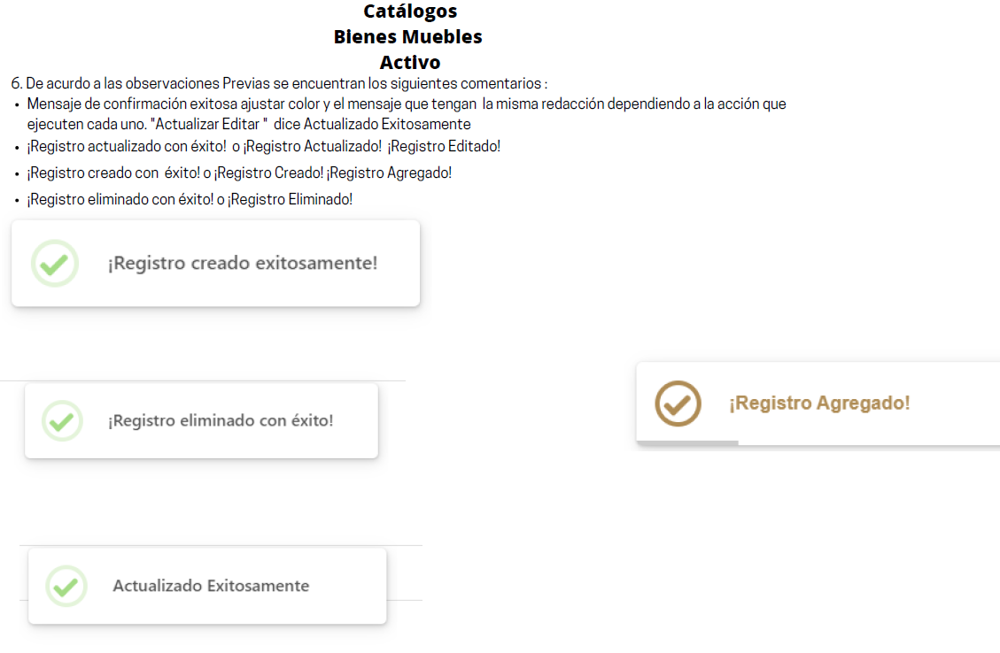 Catálogos
Bienes Muebles
Activo
6. De acurdo a las observaciones Previas se encuentran los siguientes comentarios :
• Mensaje de confirmación exitosa ajustar color y el mensaje que tengan la misma redacción dependiendo a la acción que
ejecuten cada uno. "Actualizar Editar " dice Actualizado Exitosamente
• ¡Registro actualizado con éxito! o ¡Registro Actualizado! ¡Registro Editado!
• ¡Registro creado con éxito! o ¡Registro Creado! ¡Registro Agregado!
• ¡Registro eliminado con éxito! o ¡Registro Eliminado!
¡Registro creado exitosamente!
¡Registro Agregado!
¡Registro eliminado con éxito!
Actualizado Exitosamente